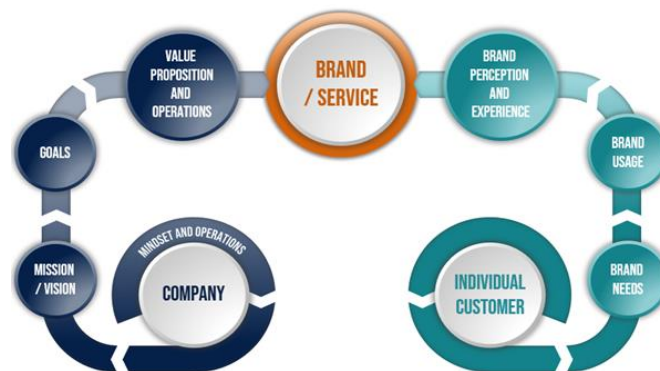 VALUE
PROPOSITION
AND
OPERATIONS
BRAND
/ SERVICE
BRAND
PERCEPTION
AND
EXPERIENCE
GOALS
BRAND
USAGE
MINDSET AND OPERATIONS
MISSION
/ VISION
COMPANY
INDIVIDUAL
CUSTOMER
BRAND
NEEDS